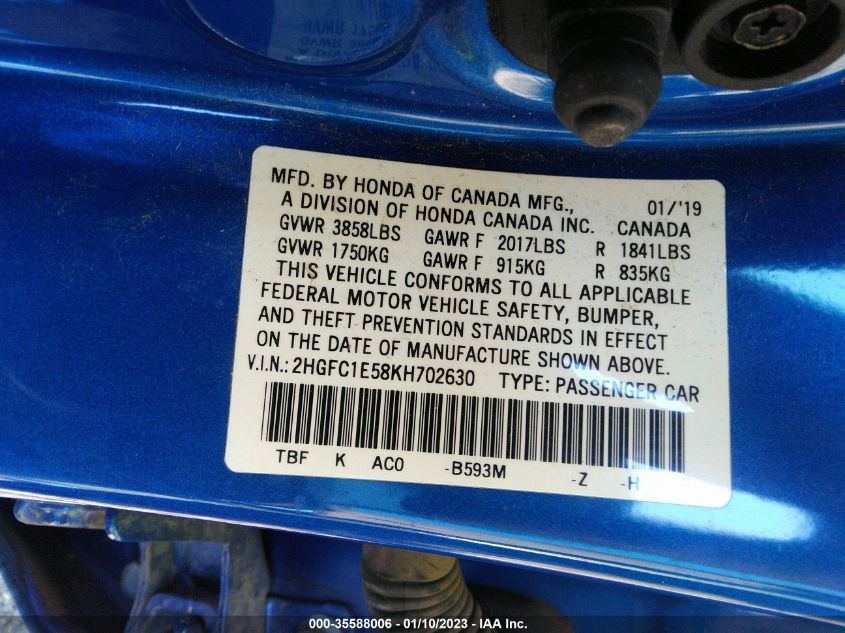 MFD. BY HONDA OF CANADA MFG., 01/'19
A DIVISION OF HONDA CANADA INC. CANADA
GVWR 3858LBS GAWR F 2017LBS R 1841LBS
GVWR 1750KG GAWR F 915KG R 835KG
THIS VEHICLE CONFORMS TO ALL APPLICABLE
FEDERAL MOTOR VEHICLE SAFETY, BUMPER,
AND THEFT PREVENTION STANDARDS IN EFFECT
ON THE DATE OF MANUFACTURE SHOWN ABOVE.
V.I.N.: 2HGFC1E58KH702630 TYPE: PASSENGER CAR
TBF K AC0 -B593M -Z -H
000-35588006 — 01/10/2023 — IAA Inc.